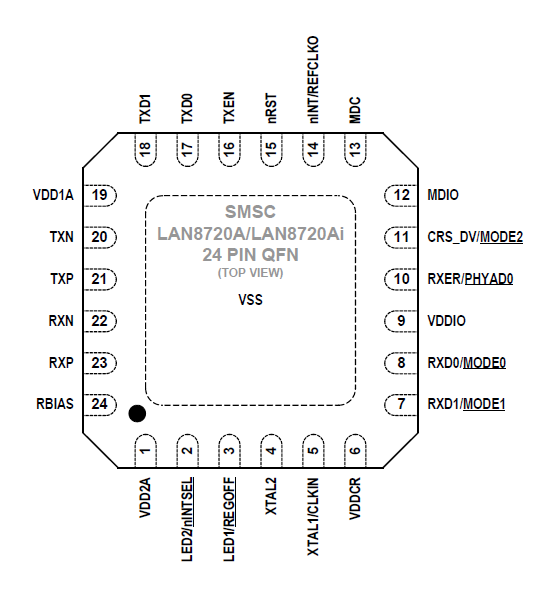 TXD1
TXD0
TXEN
nRST
nINT/REFCLKO
MDC
18
17
16
15
14
13
VDD1A 19
TXN 20
TXP 21
RXN 22
RXP 23
RBIAS 24
SMSC
LAN8720A/LAN8720Ai
24 PIN QFN
(TOP VIEW)
VSS
12 MDIO
11 CRS_DV/MODE2
10 RXER/PHYAD0
9 VDDIO
8 RXD0/MODE0
7 RXD1/MODE1
1
2
3
4
5
6
VDD2A
LED2/nINTSEL
LED1/REGOFF
XTAL2
XTAL1/CLKIN
VDDCR